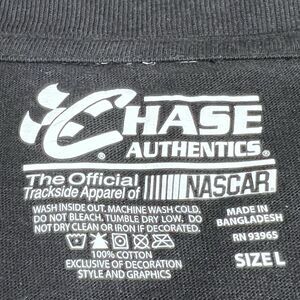 CHASE
AUTHENTICS®
The Official
Trackside Apparel of NASCAR
WASH INSIDE OUT. MACHINE WASH COLD.
DO NOT BLEACH, TUMBLE DRY LOW. DO
NOT DRY CLEAN OR IRON IF DECORATED.
100% COTTON
EXCLUSIVE OF DECORATION
STYLE AND GRAPHICS
MADE IN
BANGLADESH
RN 93965
SIZE L